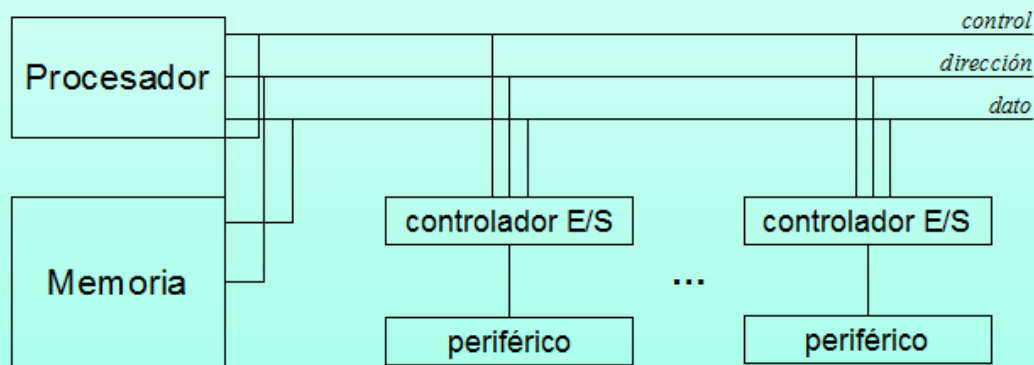 control
Procesador
dirección
dato
Memoria
controlador E/S
controlador E/S
...
periférico
periférico